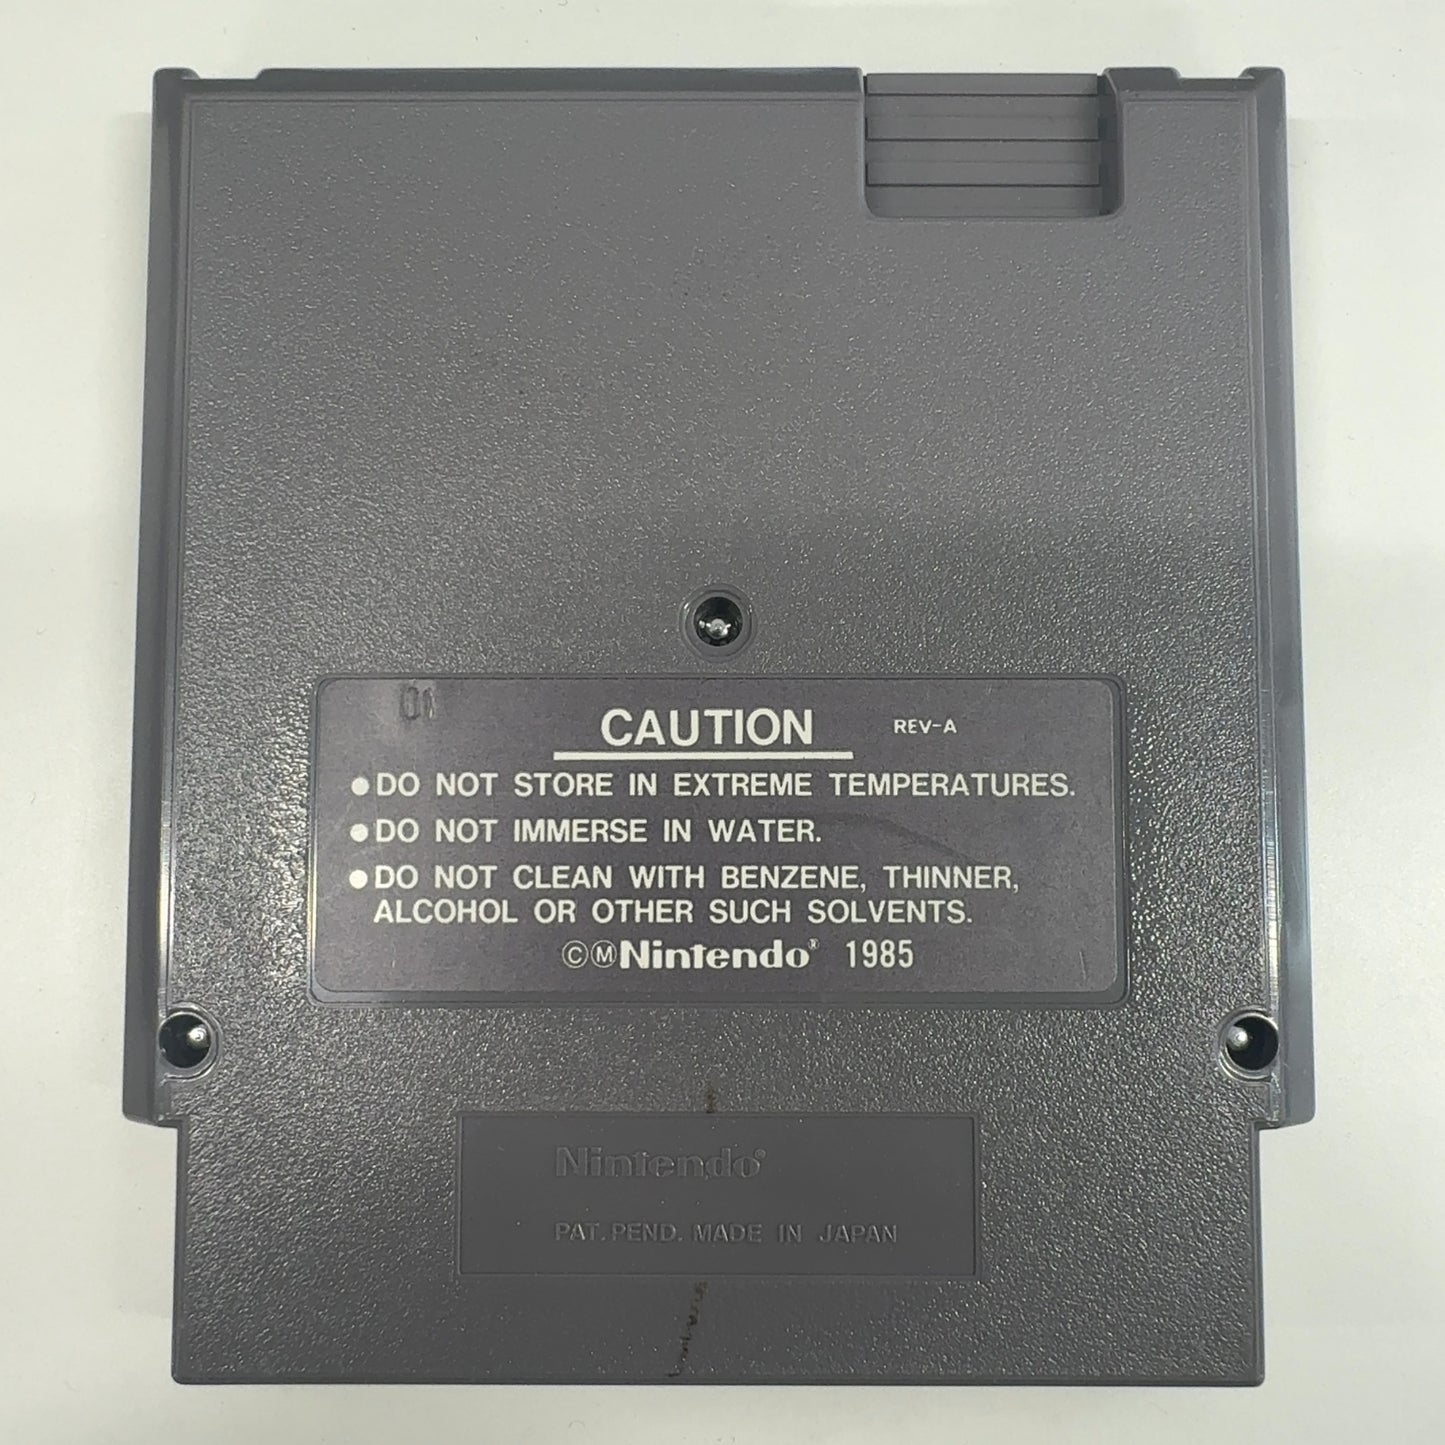 01
CAUTION REV-A
●DO NOT STORE IN EXTREME TEMPERATURES.
●DO NOT IMMERSE IN WATER.
●DO NOT CLEAN WITH BENZENE, THINNER,
ALCOHOL OR OTHER SUCH SOLVENTS.
©ⓂNintendo® 1985
Nintendo®
PAT. PEND. MADE IN JAPAN